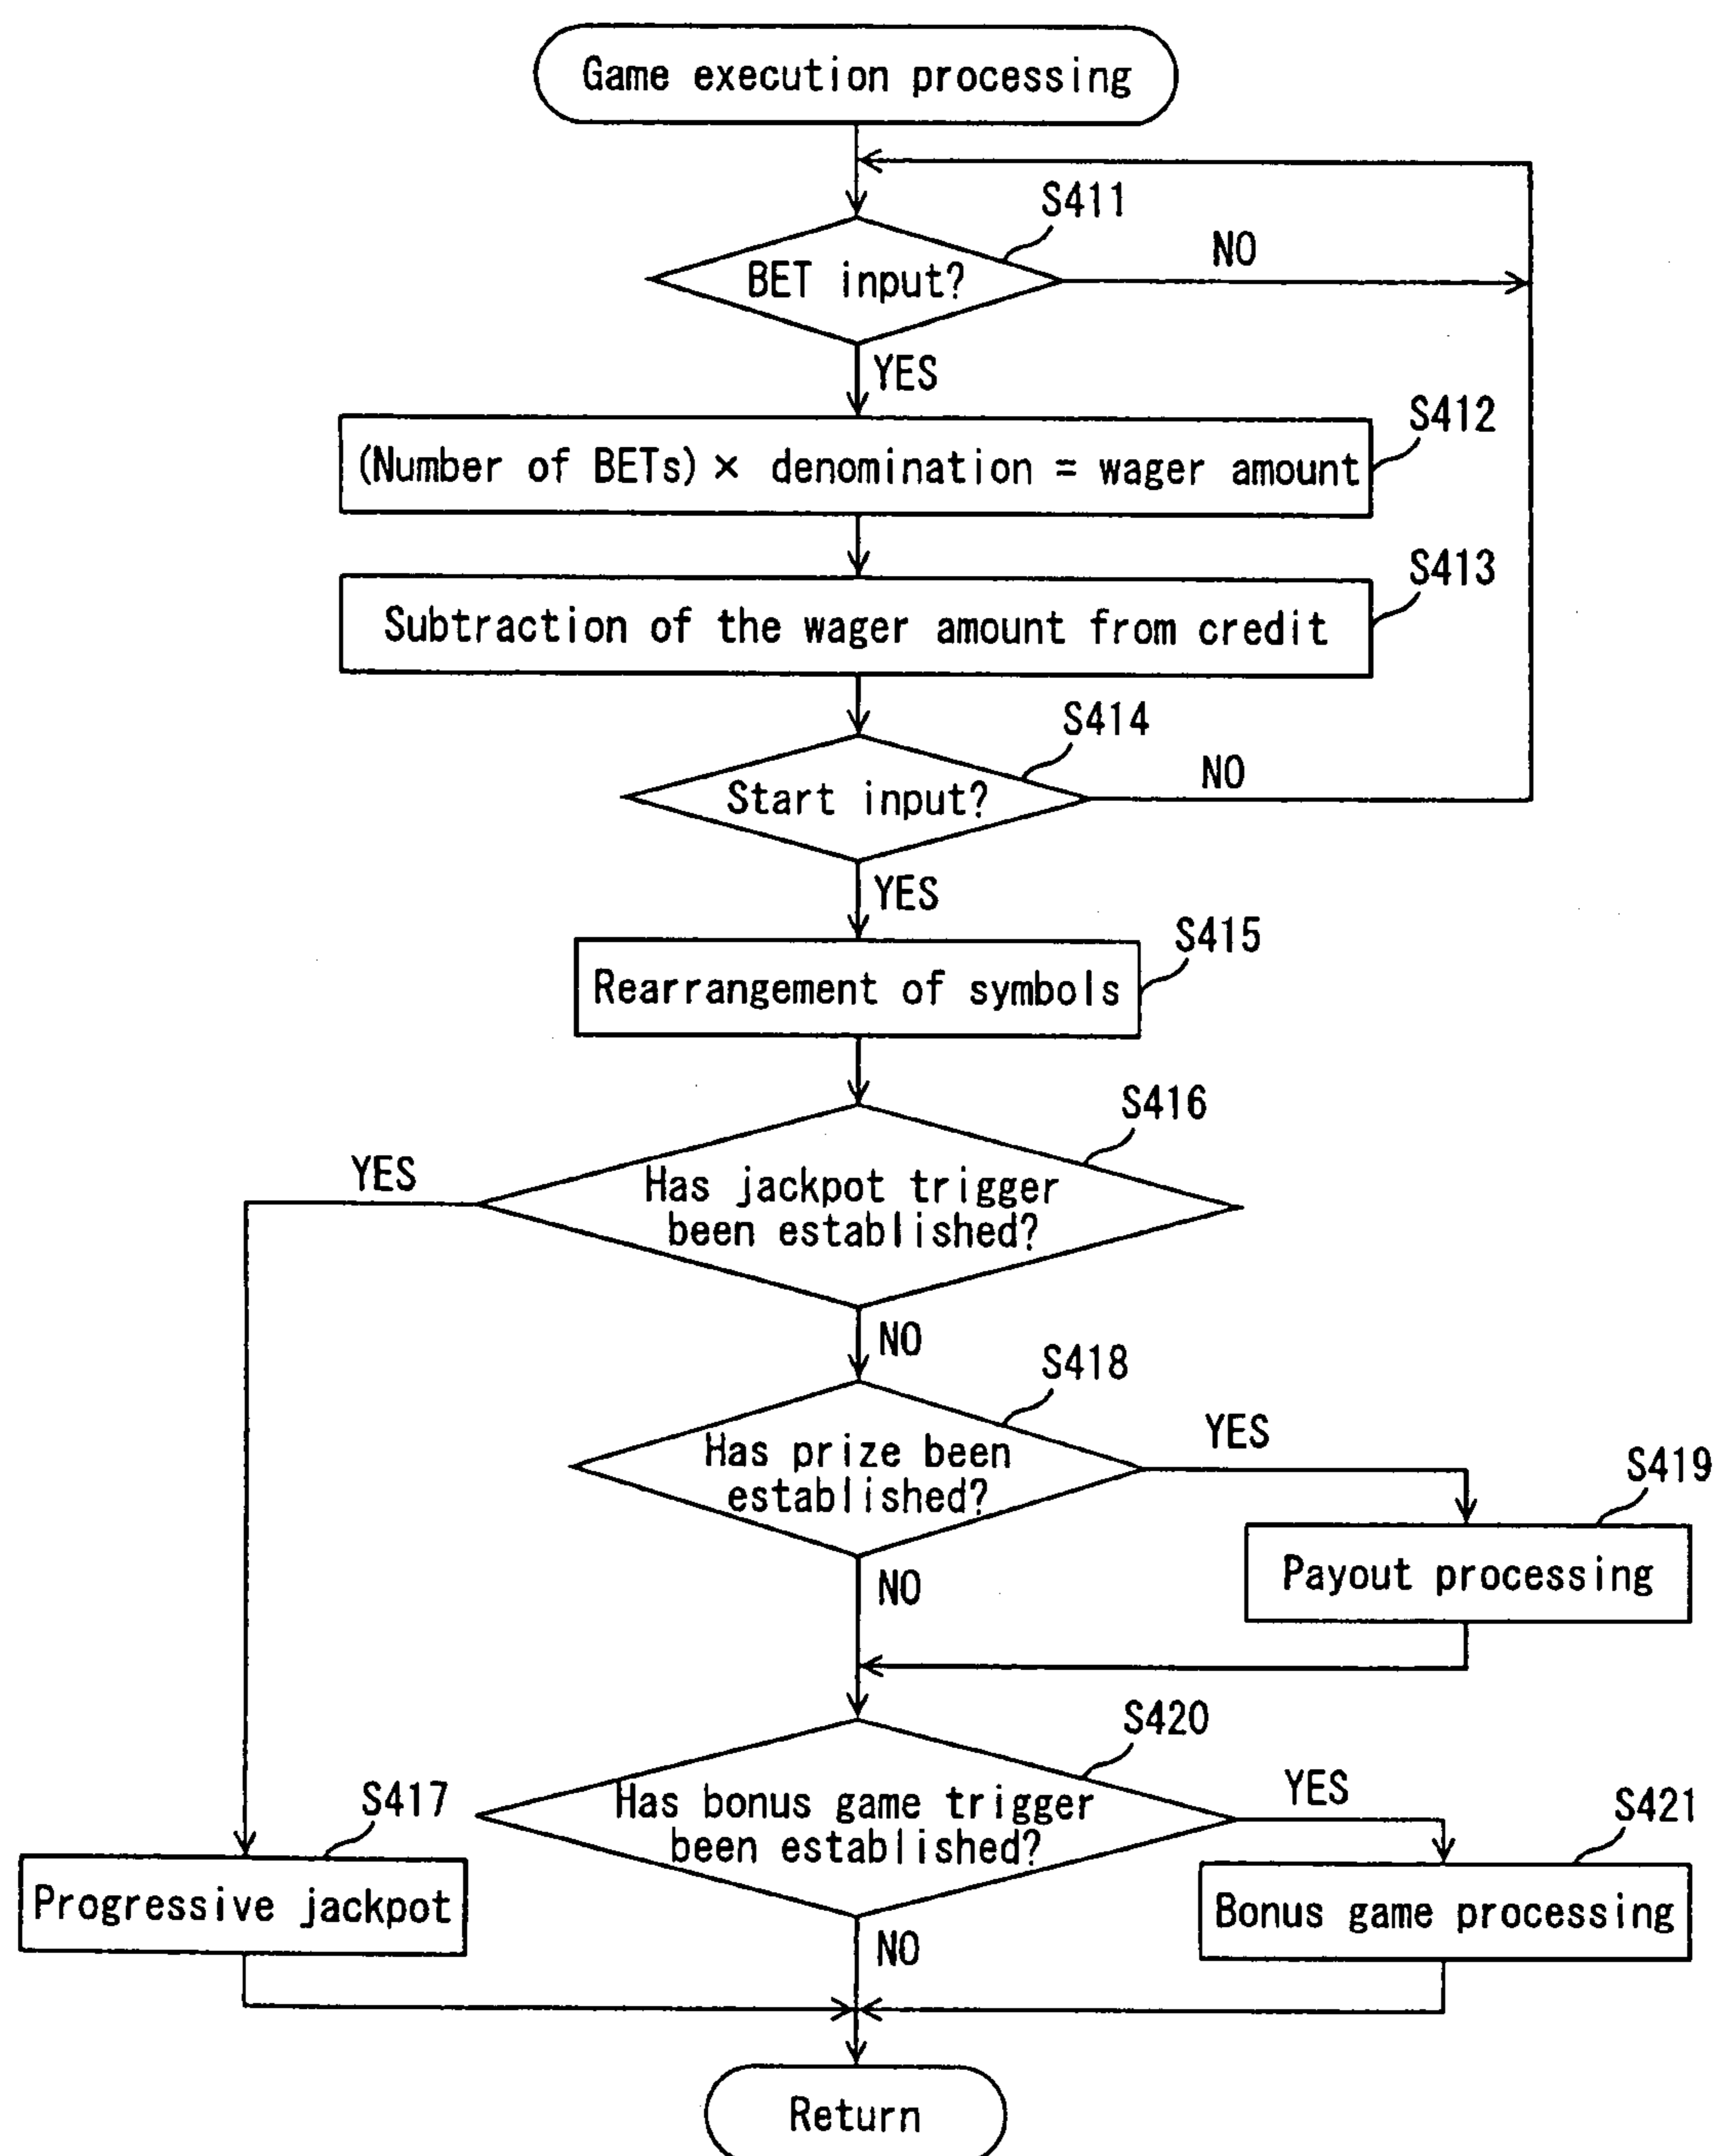 Game execution processing
S411
BET input?
NO
YES
S412
(Number of BETs) × denomination = wager amount
S413
Subtraction of the wager amount from credit
S414
Start input?
NO
YES
S415
Rearrangement of symbols
S416
YES
Has jackpot trigger
been established?
NO
S418
YES
Has prize been
established?
S419
Payout processing
NO
S420
S417
YES
Has bonus game trigger
been established?
S421
Progressive jackpot
Bonus game processing
NO
Return